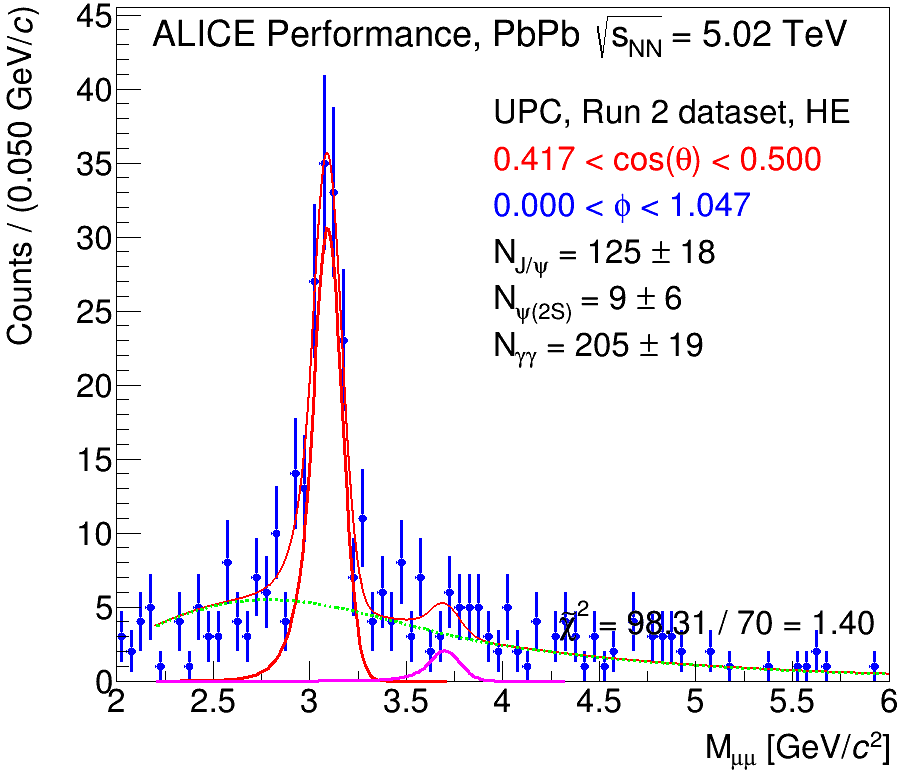 ALICE Performance, PbPb √s_NN = 5.02 TeV
UPC, Run 2 dataset, HE
0.417 < cos(θ) < 0.500
0.000 < ϕ < 1.047
N_J/ψ = 125 ± 18
N_ψ(2S) = 9 ± 6
N_γγ = 205 ± 19
χ̃² = 98.31 / 70 = 1.40
Counts / (0.050 GeV/c)
45
40
35
30
25
20
15
10
5
0
2 2.5 3 3.5 4 4.5 5 5.5 6
M_μμ [GeV/c²]